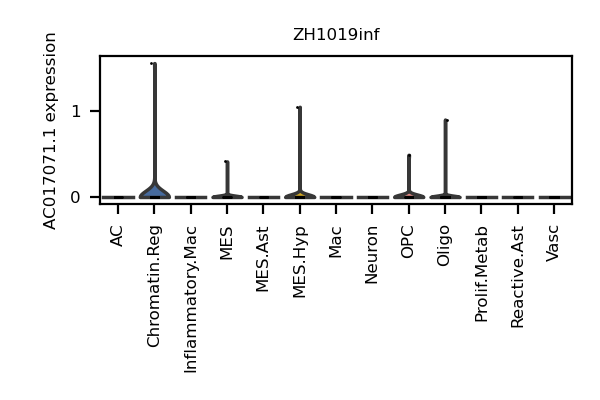 ZH1019inf
AC017071.1 expression
1
0
AC
Chromatin.Reg
Inflammatory.Mac
MES
MES.Ast
MES.Hyp
Mac
Neuron
OPC
Oligo
Prolif.Metab
Reactive.Ast
Vasc